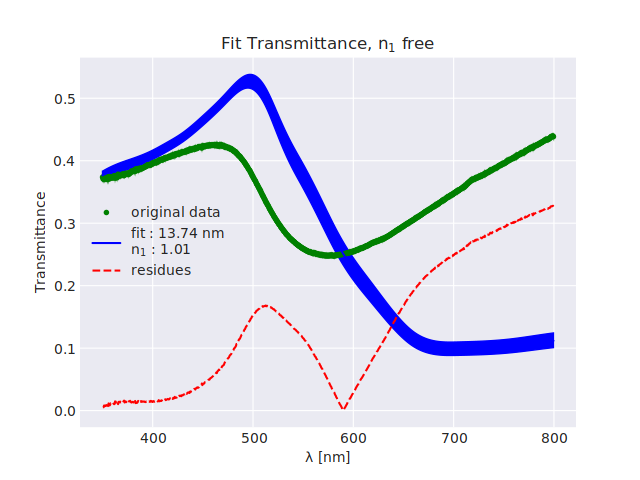 Fit Transmittance, n₁ free
Transmittance
0.5
0.4
0.3
0.2
0.1
0.0
original data
fit : 13.74 nm
n₁ : 1.01
residues
400 500 600 700 800
λ [nm]